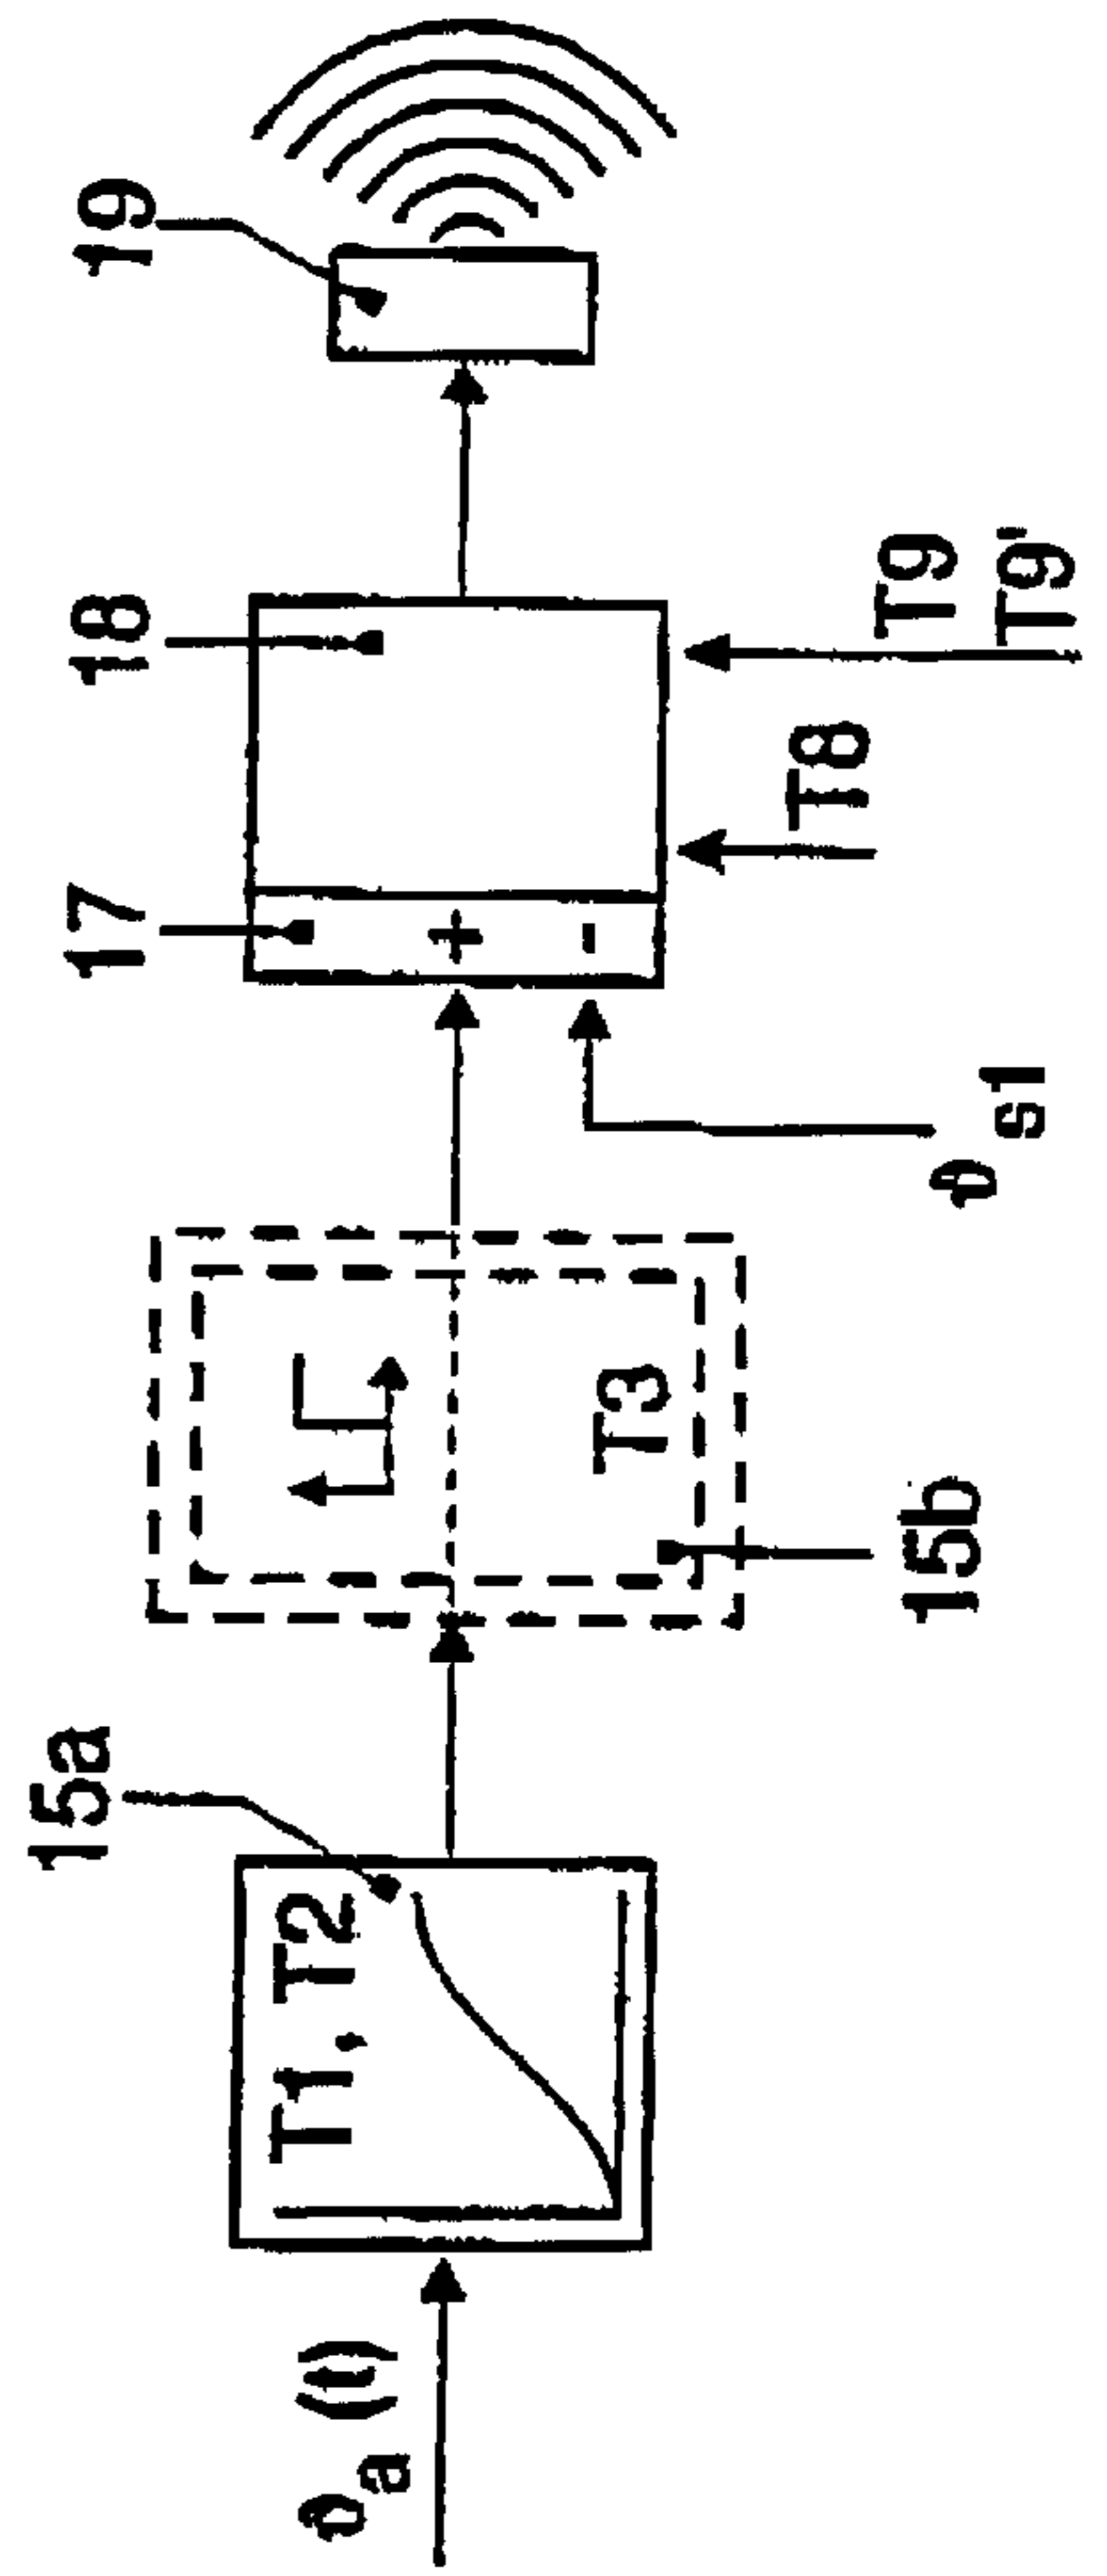 ϑa (t)
T1, T2
15a
T3
15b
ϑs1
17
+
-
T8
18
T9
T9'
19